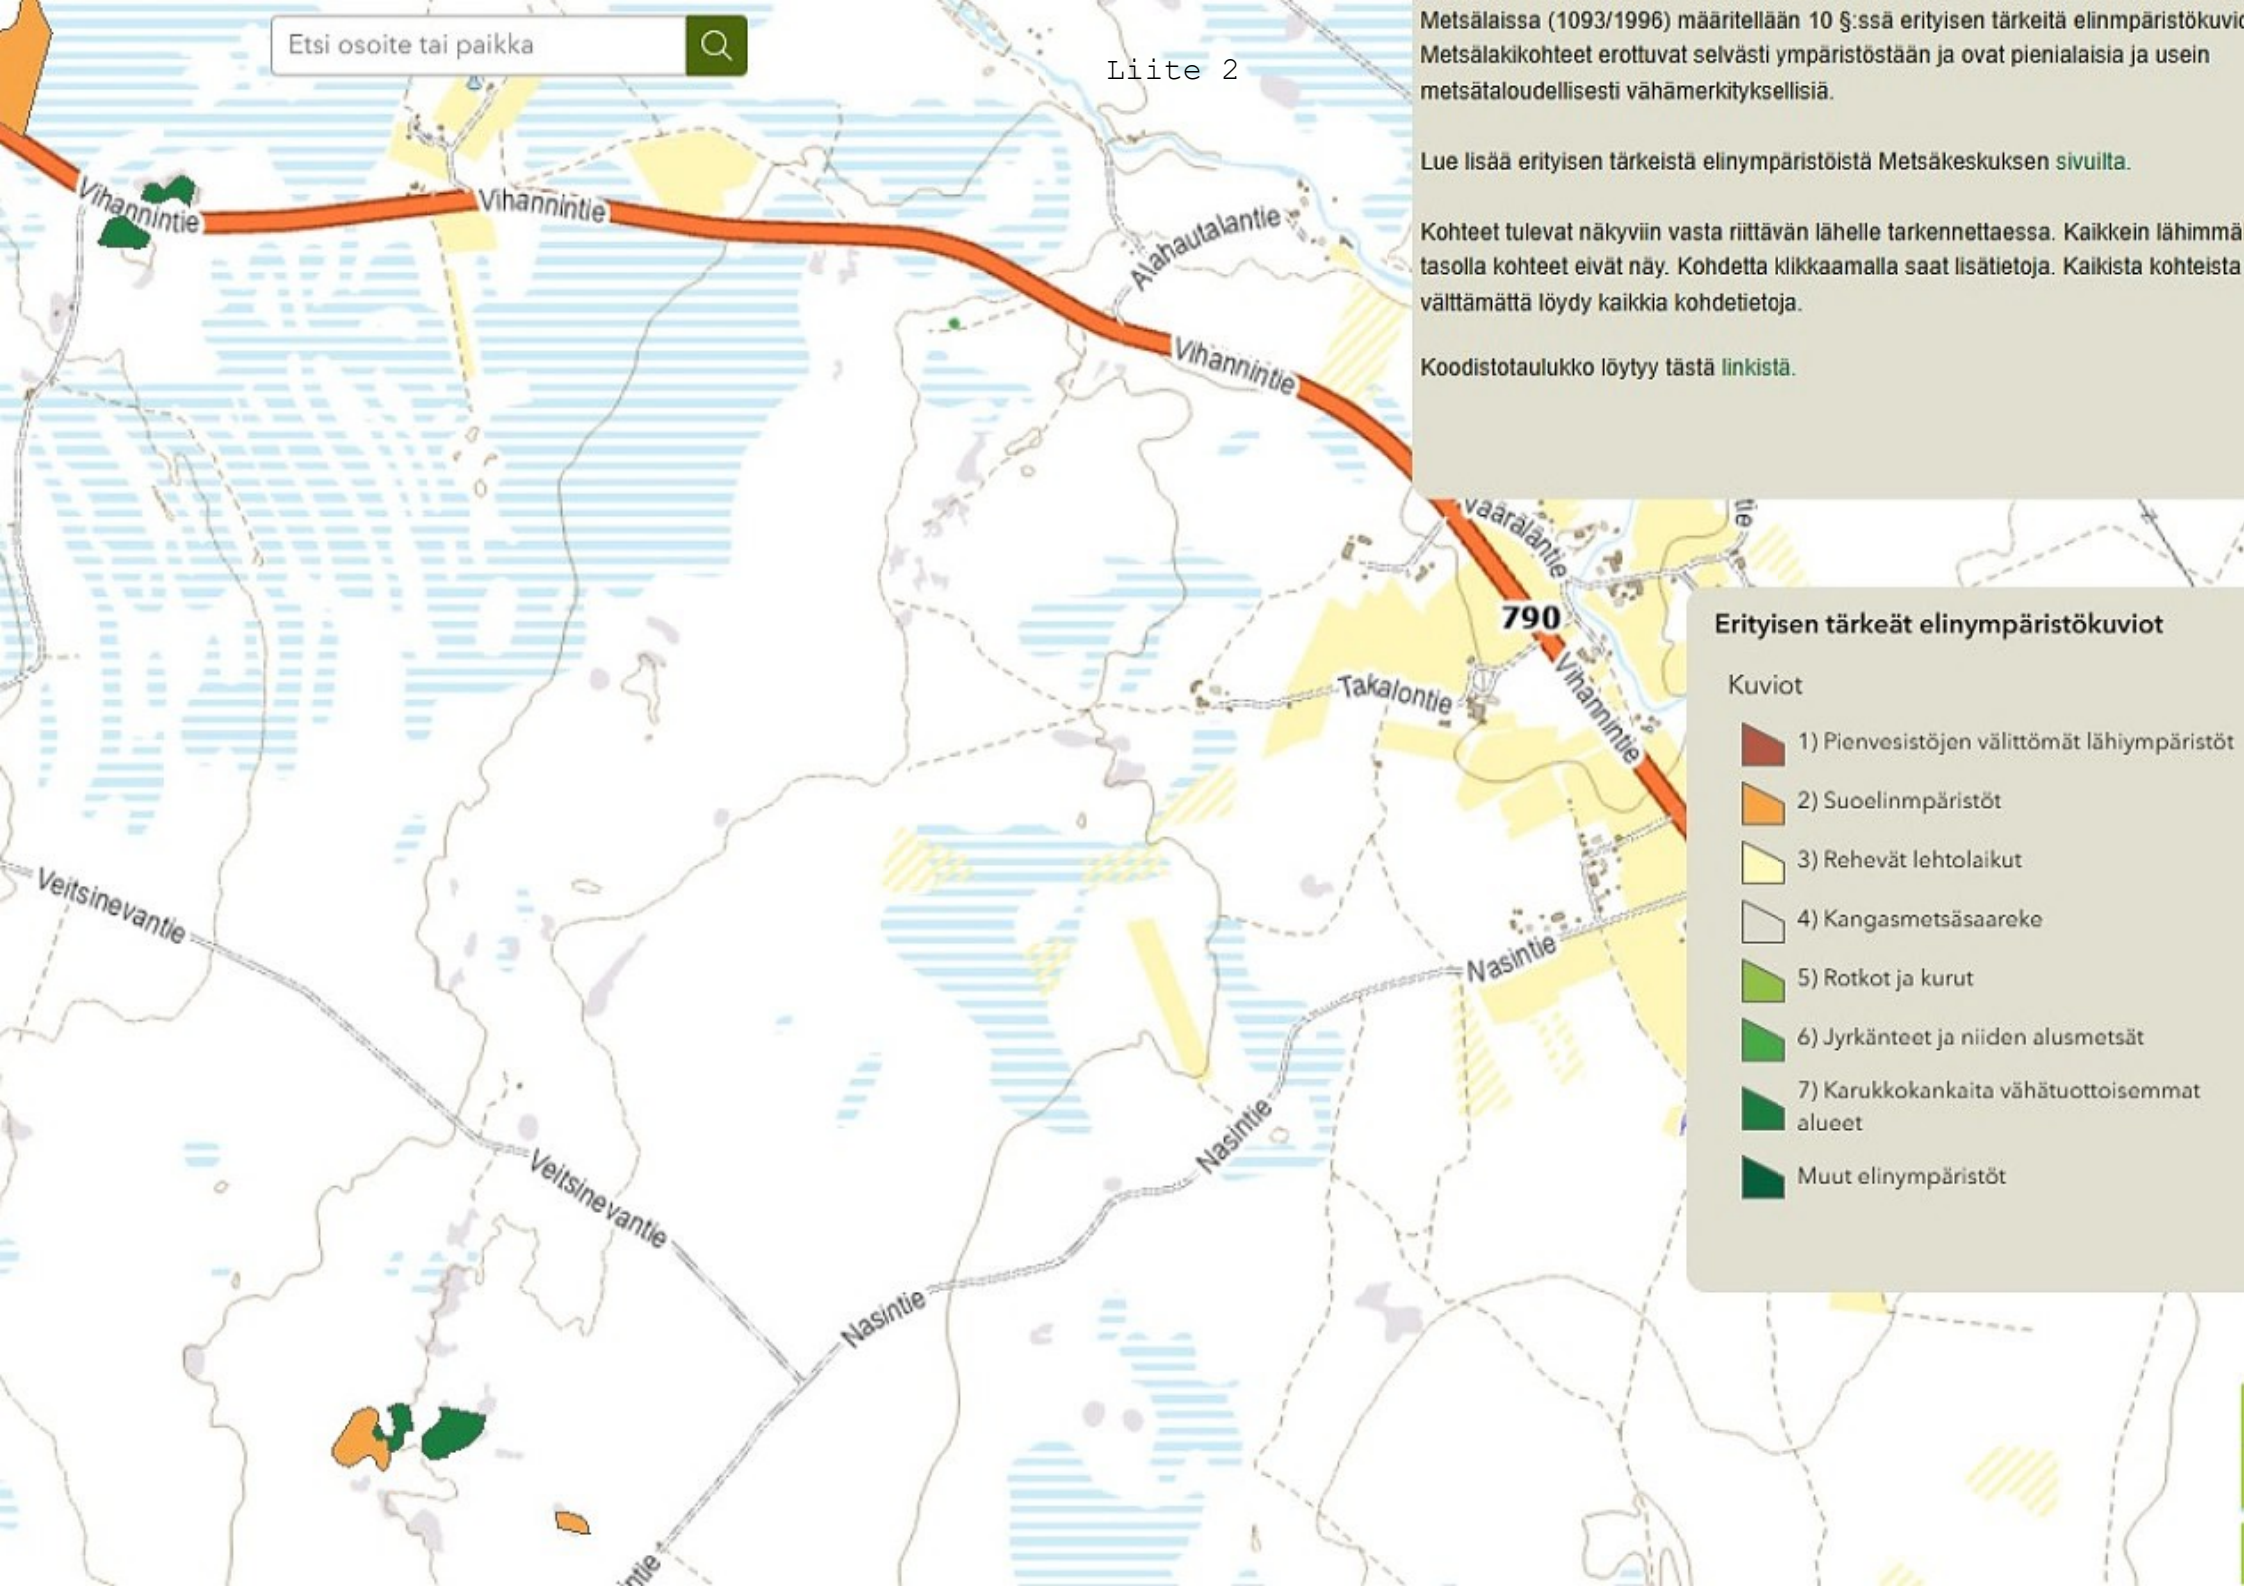 Etsi osoite tai paikka
Liite 2
Metsälaissa (1093/1996) määritellään 10 §:ssä erityisen tärkeitä
Metsälakikohteet erottuvat selvästi ympäristöstään ja ovat pienialaisia ja usein
metsätaloudellisesti vähämerkityksellisiä.
Lue lisää erityisen tärkeistä elinympäristöistä Metsäkeskuksen sivuilta.
Kohteet tulevat näkyviin vasta riittävän lähelle tarkennettaessa. Kaikkein
tasolla kohteet eivät näy. Kohdetta klikkaamalla saat lisätietoja. Kaikista kohteista
välttämättä löydy kaikkia kohdetietoja.
Koodistotaulukko löytyy tästä linkistä.
Vihannintie
Vihannintie
Alahautalantie
Vihannintie
Vääräläntie
tie
790
Vihannintie
Takalontie
Veitsinevantie
Nasintie
Nasintie
Veitsinevantie
Nasintie
intie
Erityisen tärkeät elinympäristökuviot
Kuviot
1) Pienvesistöjen välittömät lähiympäristöt
2) Suoelinmpäristöt
3) Rehevät lehtolaikut
4) Kangasmetsäsaareke
5) Rotkot ja kurut
6) Jyrkänteet ja niiden alusmetsät
7) Karukkokankaita vähätuottoisemmat
alueet
Muut elinympäristöt